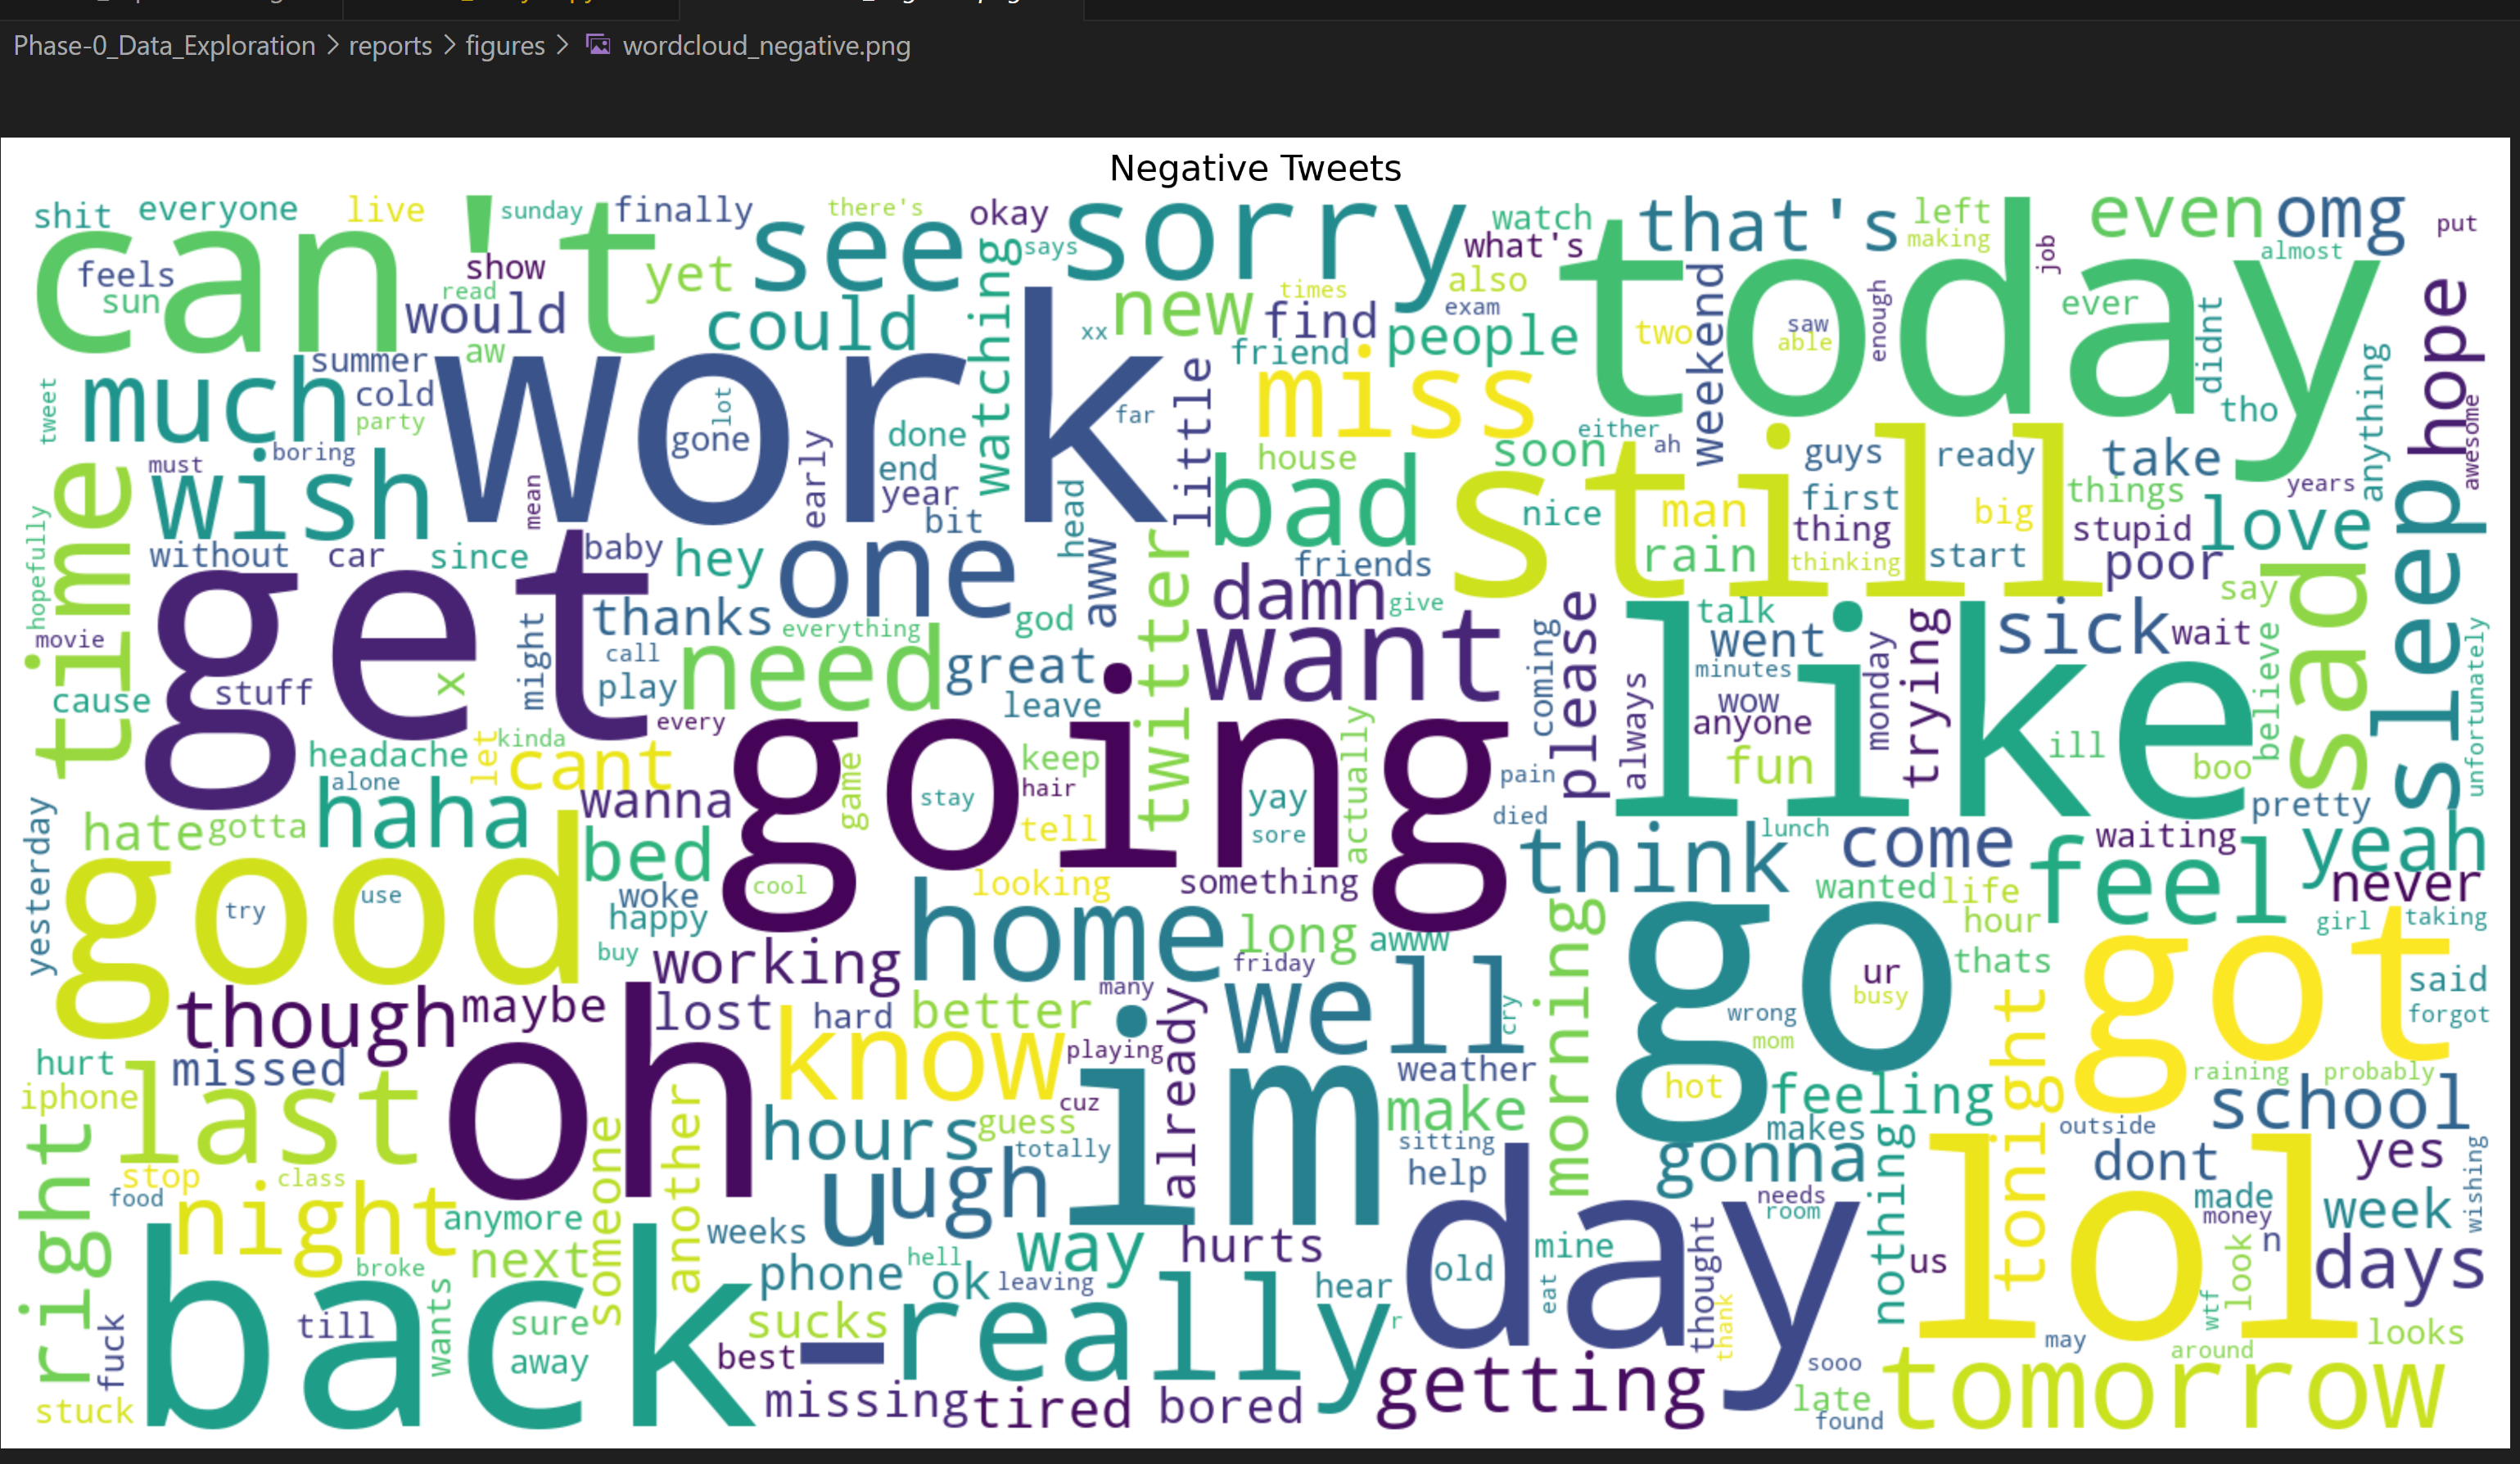 Phase-0_Data_Exploration > reports > figures > wordcloud_negative.png
Negative Tweets
shit everyone live sunday finally there's okay sorry watch that's left even omg put
can't see says what's making job almost
feels show yet also today
sun read would could watching new times find exam people two weekend saw able enough ever didnt hope
aw xx friend
summer work little miss anything
tweet much cold lot far tho awesome
party gone done either ah
must boring early end house soon guys ready take
time wish mean year bad still first things years
bit head nice man big
hopefully without car since baby hey one aww twitter rain thing thinking start stupid love sleep
friends poor
get might thanks everything god damn give talk say sad
movie call need great want coming please went sick wait
stuff x play going minutes monday trying like believe unfortunately
cause leave always wow
every anyone
headache let kinda cant game keep actually fun ill boo
alone wanna hair pain pretty
yesterday hate gotta haha stay yay died lunch waiting yeah
good bed tell sore think come feel
try use woke cool looking something wanted life never
happy home long awww hour girl taking
buy working friday morning go thats got
though maybe oh lost hard better many well cry ur busy said
wrong forgot
hurt missed know playing already mom tonight
iphone last weather hot feeling raining probably
right another hours guess cuz im make school
someone totally sitting makes outside
stop class u ugh help gonna nothing dont yes wishing
food night needs made
anymore weeks way hurts day room money week
next hell mine us lol n
back broke wants phone ok leaving hear old eat thought look days
fuck till sure sucks really r thank wtf looks
away best may around
stuck missing tired bored getting sooo late found tomorrow